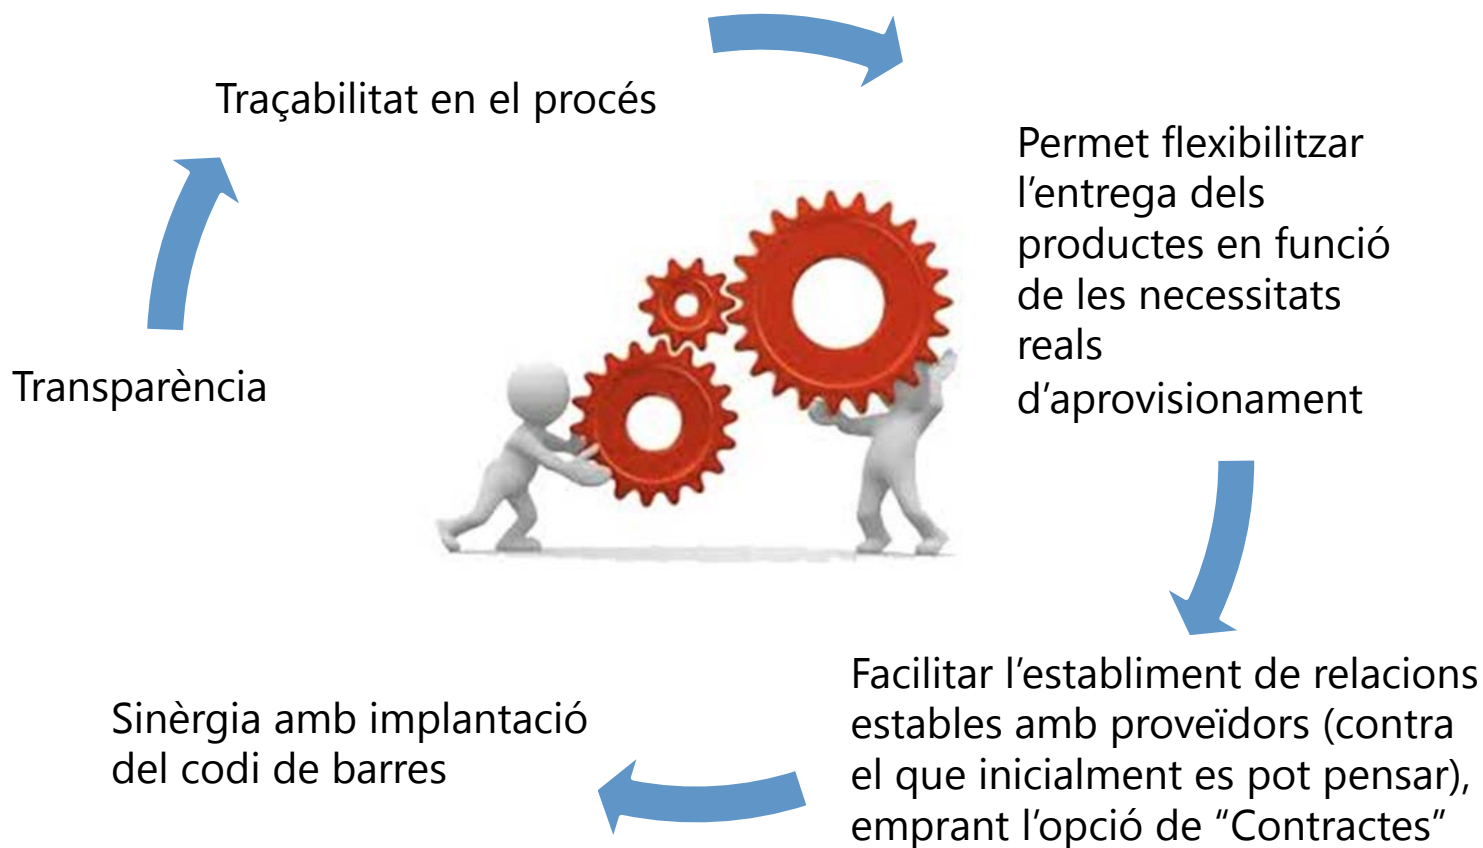 Traçabilitat en el procés
Permet flexibilitzar
l’entrega dels
productes en funció
de les necessitats
reals
d’aprovisionament
Transparència
Facilitar l’establiment de relacions
estables amb proveïdors (contra
el que inicialment es pot pensar),
emprant l’opció de “Contractes”
Sinèrgia amb implantació
del codi de barres